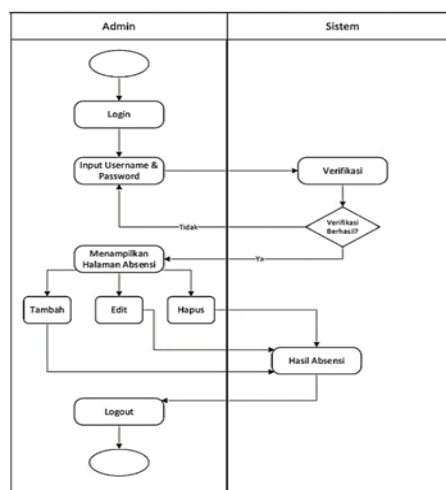 Admin
Sistem
Login
Input Username &
Password
Verifikasi
Verifikasi
Berhasil?
Tidak
Ya
Menampilkan
Halaman Absensi
Tambah
Edit
Hapus
Hasil Absensi
Logout